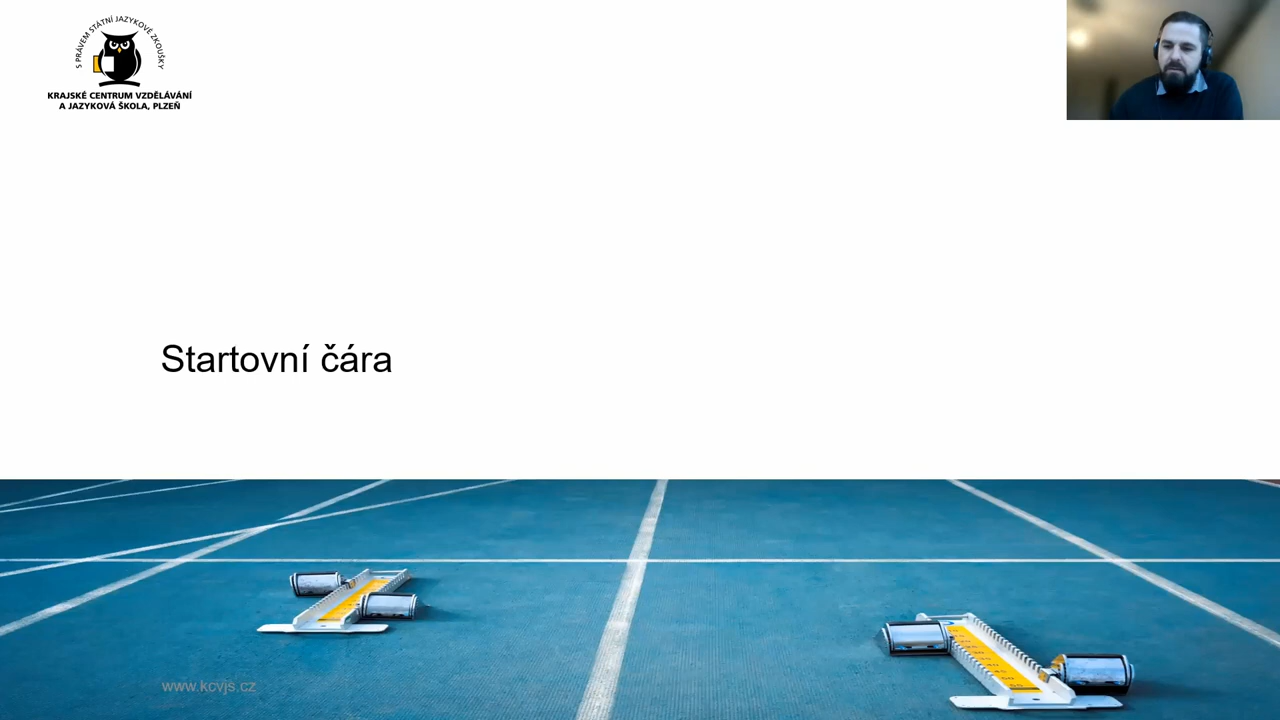 S PRÁVEM STÁTNÍ JAZYKOVÉ ZKOUŠKY
KRAJSKÉ CENTRUM VZDĚLÁVÁNÍ
A JAZYKOVÁ ŠKOLA, PLZEŇ
Startovní čára
www.kcvjs.cz